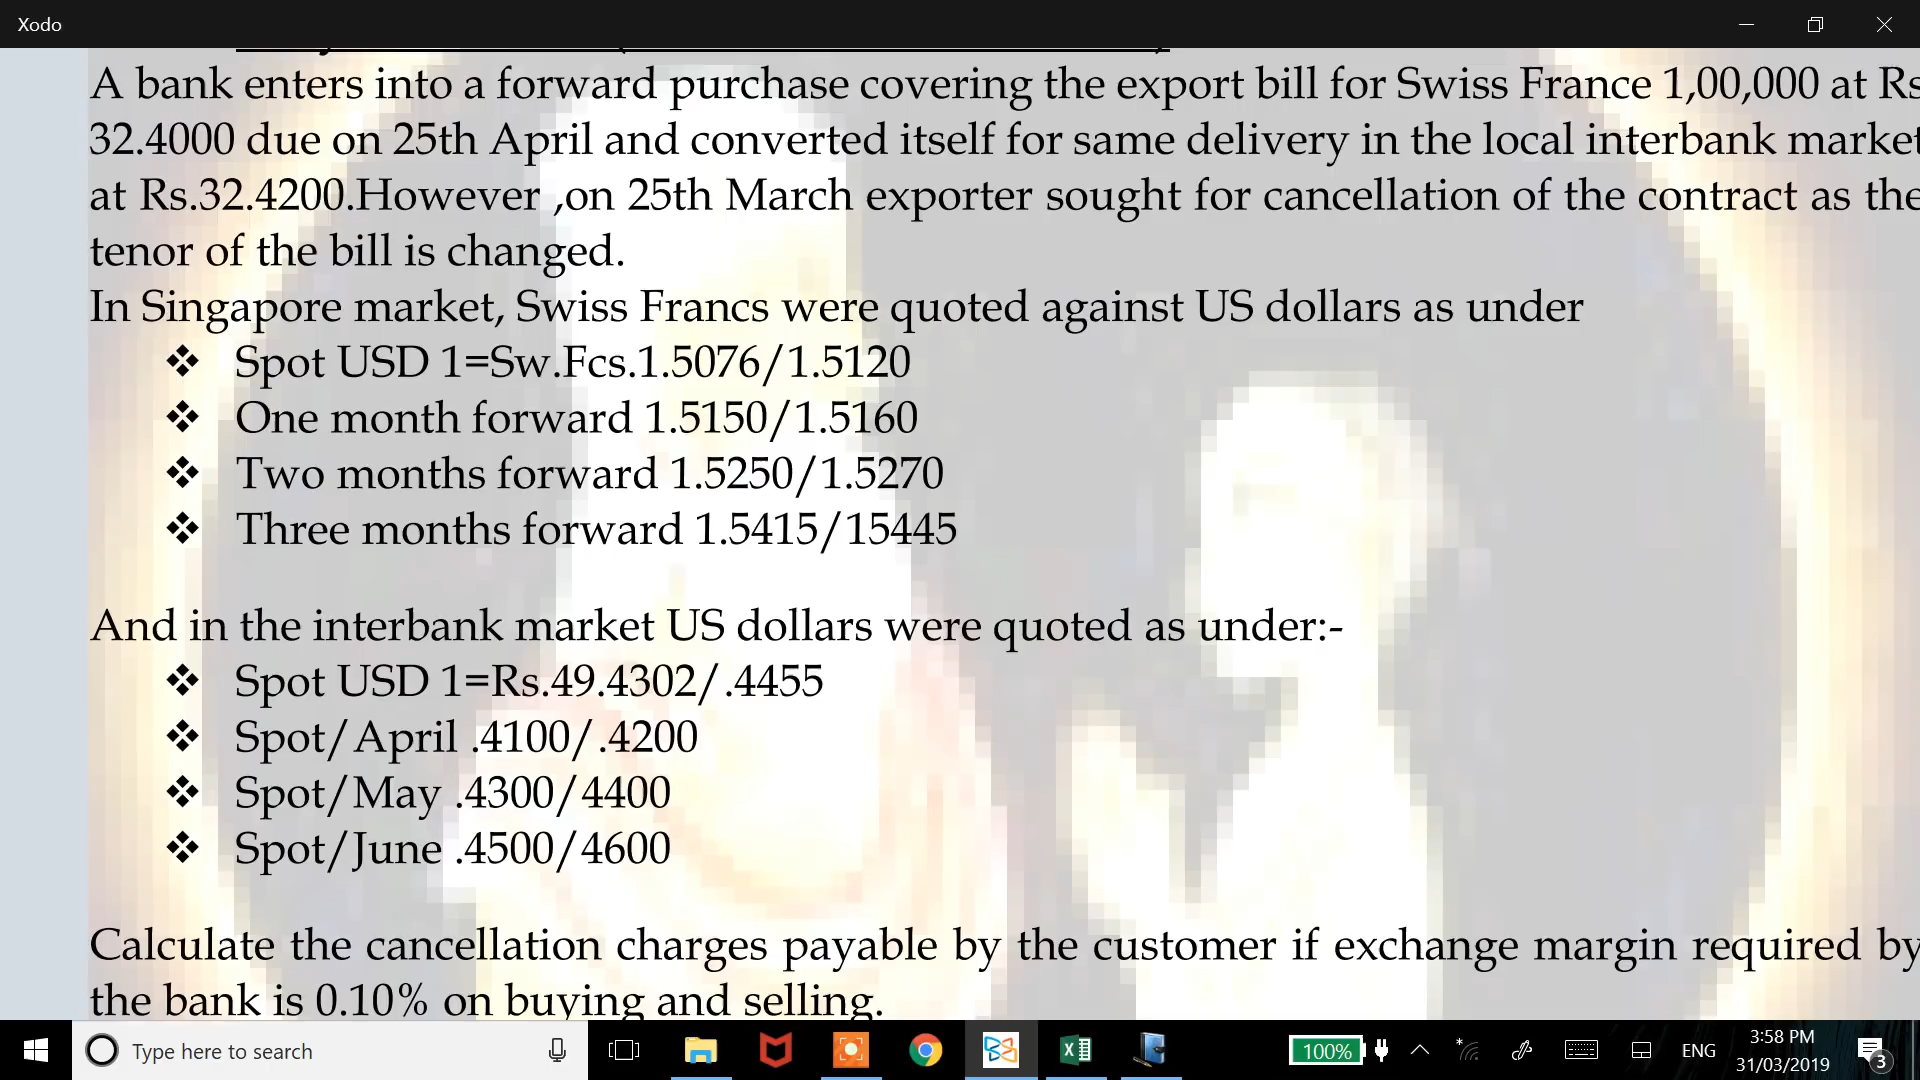 Xodo
A bank enters into a forward purchase covering the export bill for Swiss France 1,00,000 at Rs
32.4000 due on 25th April and converted itself for same delivery in the local interbank market
at Rs.32.4200.However ,on 25th March exporter sought for cancellation of the contract as the
tenor of the bill is changed.
In Singapore market, Swiss Francs were quoted against US dollars as under
❖ Spot USD 1=Sw.Fcs.1.5076/1.5120
❖ One month forward 1.5150/1.5160
❖ Two months forward 1.5250/1.5270
❖ Three months forward 1.5415/15445
And in the interbank market US dollars were quoted as under:-
❖ Spot USD 1=Rs.49.4302/.4455
❖ Spot/April .4100/.4200
❖ Spot/May .4300/4400
❖ Spot/June .4500/4600
Calculate the cancellation charges payable by the customer if exchange margin required by
the bank is 0.10% on buying and selling.
Type here to search
100%
ENG
3:58 PM
31/03/2019
3